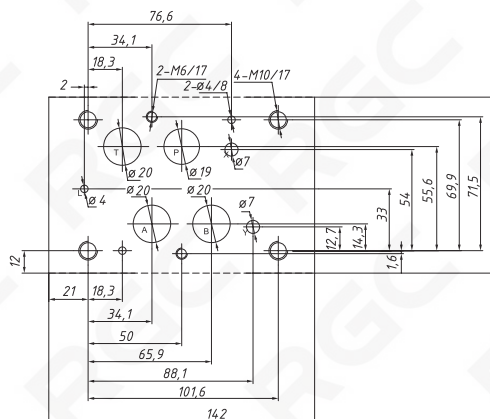 76,6
34,1
18,3
2
2-M6/17
4-M10/17
2-Ø4/8
T
P
X
Ø7
Ø20
Ø19
L
Ø4
Ø20
Ø20
Ø7
A
B
Y
12,7
14,3
33
54
55,6
69,9
71,5
1,6
12
21
18,3
34,1
50
65,9
88,1
101,6
142
RGC